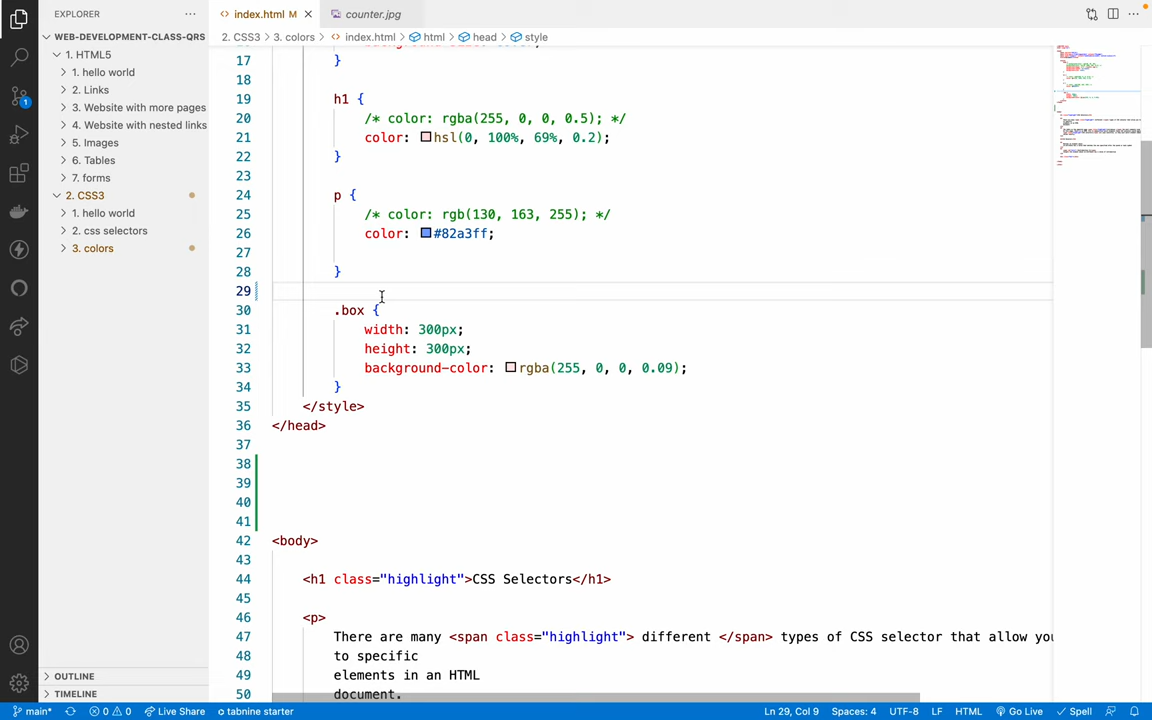 EXPLORER
index.html M
counter.jpg
WEB-DEVELOPMENT-CLASS-QRS
2. CSS3 > 3. colors > index.html > html > head > style
1. HTML5
1. hello world
2. Links
3. Website with more pages
4. Website with nested links
5. Images
6. Tables
7. forms
2. CSS3
1. hello world
2. css selectors
3. colors
OUTLINE
TIMELINE
17 }
18
19 h1 {
20 /* color: rgba(255, 0, 0, 0.5); */
21 color: hsl(0, 100%, 69%, 0.2);
22 }
23
24 p {
25 /* color: rgb(130, 163, 255); */
26 color: #82a3ff;
27
28 }
29
30 .box {
31 width: 300px;
32 height: 300px;
33 background-color: rgba(255, 0, 0, 0.09);
34 }
35 </style>
36 </head>
37
38
39
40
41
42 <body>
43
44 <h1 class="highlight">CSS Selectors</h1>
45
46 <p>
47 There are many <span class="highlight"> different </span> types of CSS selector that allow you
48 to specific
49 elements in an HTML
50 document.
1
main* 0 0 Live Share tabnine starter Ln 29, Col 9 Spaces: 4 UTF-8 LF HTML Go Live Spell